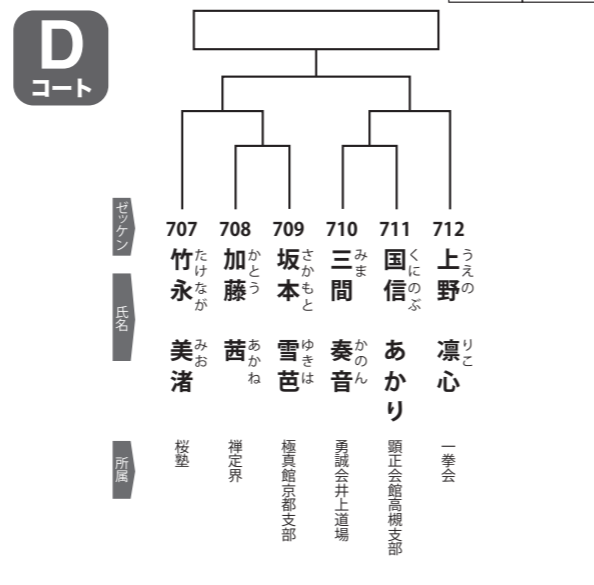 D
コート
ゼッケン
707 708 709 710 711 712
氏名
竹永 美渚
たけなが みお
加藤 茜
かとう あかね
坂本 雪芭
さかもと ゆきは
三間 奏音
みま かのん
国信 あかり
くにのぶ
上野 凛心
うえの りこ
所属
桜塾
禅定界
極真館京都支部
勇誠会井上道場
顕正会館高槻支部
一拳会